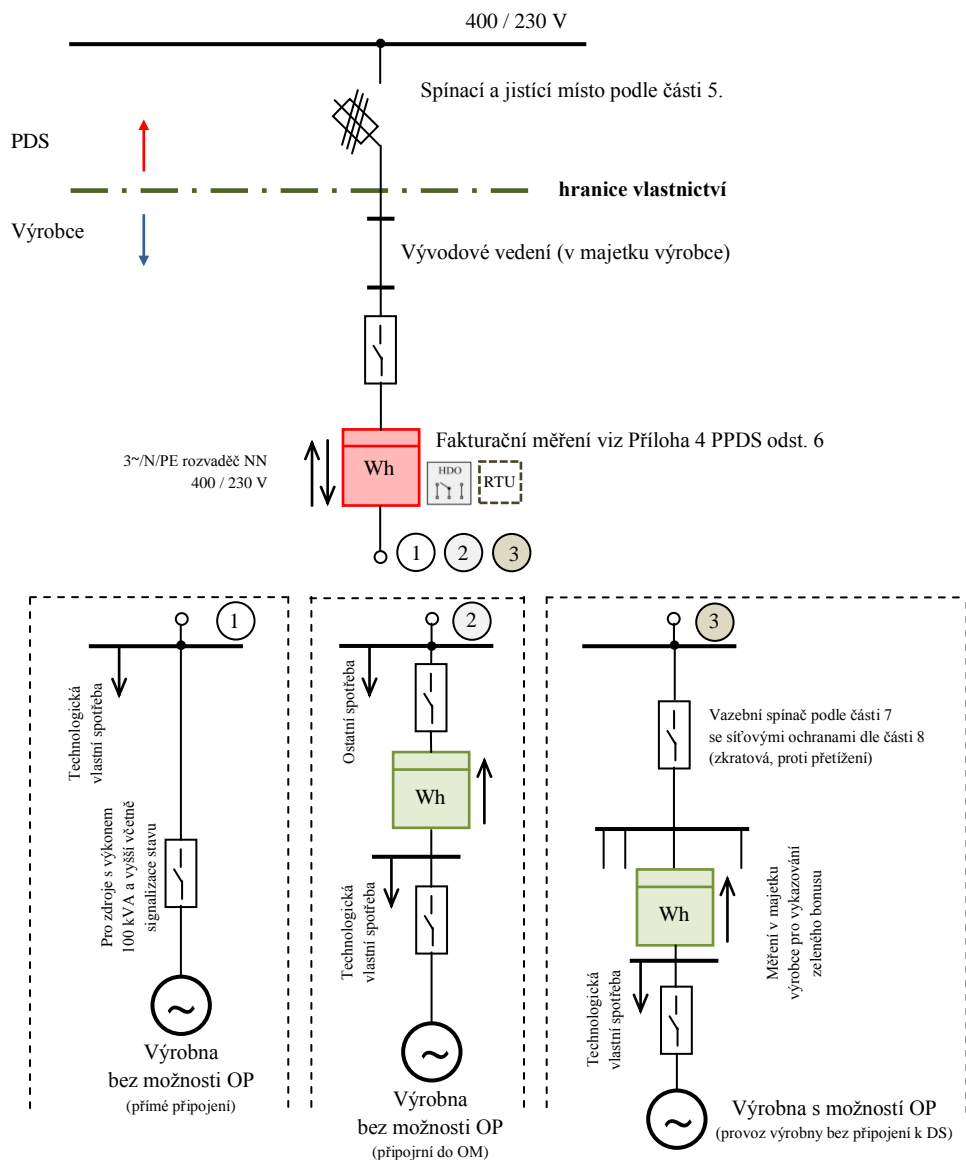 400 / 230 V
Spínací a jistící místo podle části 5.
PDS
hranice vlastnictví
Výrobce
Vývodové vedení (v majetku výrobce)
Fakturační měření viz Příloha 4 PPDS odst. 6
3~/N/PE rozvaděč NN
400 / 230 V
Wh
HDO
RTU
1
2
3
1
Technologická
vlastní spotřeba
Pro zdroje s výkonem
100 kVA a vyšší včetně
signalizace stavu
~
Výrobna
bez možnosti OP
(přímé připojení)
2
Ostatní spotřeba
Wh
Technologická
vlastní spotřeba
~
Výrobna
bez možnosti OP
(připojrní do OM)
3
Vazební spínač podle části 7
se síťovými ochranami dle části 8
(zkratová, proti přetížení)
Wh
Měření v majetku
výrobce pro vykazování
zeleného bonusu
Technologická
vlastní spotřeba
~
Výrobna s možností OP
(provoz výrobny bez připojení k DS)